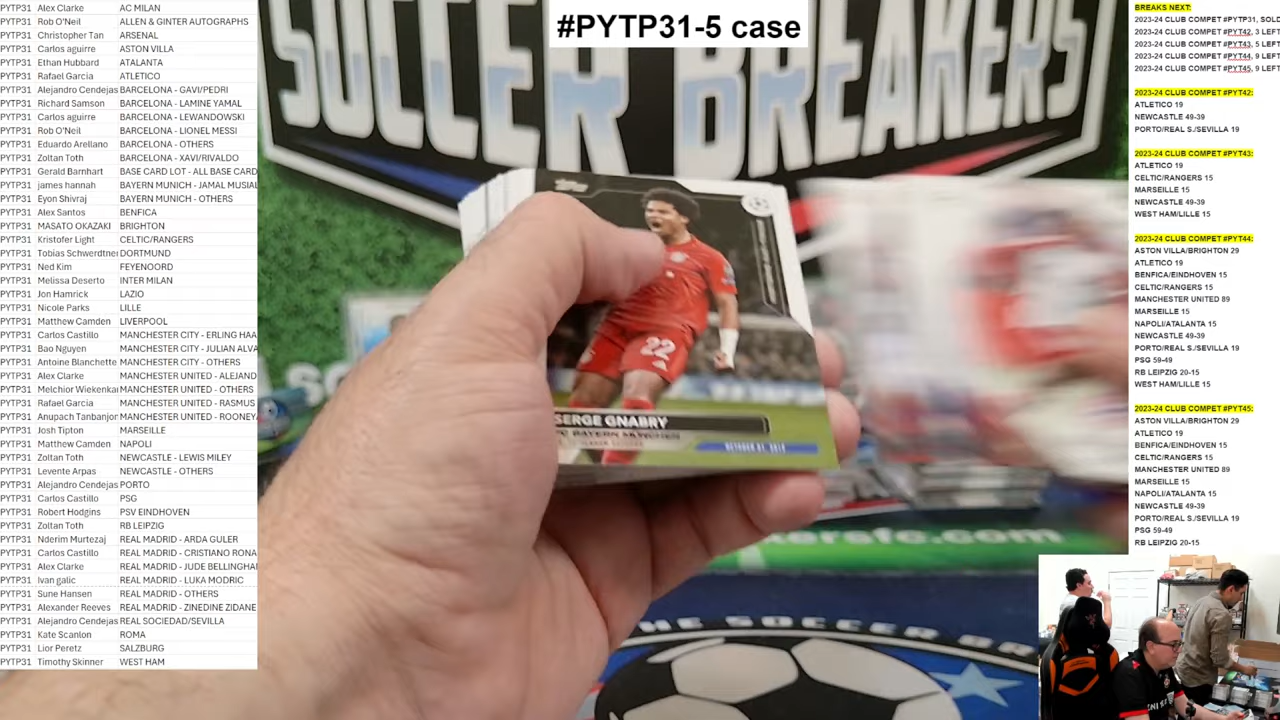 PYTP31 Alex Clarke AC MILAN
PYTP31 Rob O'Neil ALLEN & GINTER AUTOGRAPHS
PYTP31 Christopher Tan ARSENAL
PYTP31 Carlos aguirre ASTON VILLA
PYTP31 Ethan Hubbard ATALANTA
PYTP31 Rafael Garcia ATLETICO
PYTP31 Alejandro Cendejas BARCELONA - GAVI/PEDRI
PYTP31 Richard Samson BARCELONA - LAMINE YAMAL
PYTP31 Carlos aguirre BARCELONA - LEWANDOWSKI
PYTP31 Rob O'Neil BARCELONA - LIONEL MESSI
PYTP31 Eduardo Arellano BARCELONA - OTHERS
PYTP31 Zoltan Toth BARCELONA - XAVI/RIVALDO
PYTP31 Gerald Barnhart BASE CARD LOT - ALL BASE CARD
PYTP31 james hannah BAYERN MUNICH - JAMAL MUSIAL
PYTP31 Eyon Shivraj BAYERN MUNICH - OTHERS
PYTP31 Alex Santos BENFICA
PYTP31 MASATO OKAZAKI BRIGHTON
PYTP31 Kristofer Light CELTIC/RANGERS
PYTP31 Tobias Schwerdtner DORTMUND
PYTP31 Ned Kim FEYENOORD
PYTP31 Melissa Deserto INTER MILAN
PYTP31 Jon Hamrick LAZIO
PYTP31 Nicole Parks LILLE
PYTP31 Matthew Camden LIVERPOOL
PYTP31 Carlos Castillo MANCHESTER CITY - ERLING HAA
PYTP31 Bao Nguyen MANCHESTER CITY - JULIAN ALVA
PYTP31 Antoine Blanchette MANCHESTER CITY - OTHERS
PYTP31 Alex Clarke MANCHESTER UNITED - ALEJAND
PYTP31 Melchior Wiekenkar MANCHESTER UNITED - OTHERS
PYTP31 Rafael Garcia MANCHESTER UNITED - RASMUS
PYTP31 Anupach Tanbanjor MANCHESTER UNITED - ROONEY
PYTP31 Josh Tipton MARSEILLE
PYTP31 Matthew Camden NAPOLI
PYTP31 Zoltan Toth NEWCASTLE - LEWIS MILEY
PYTP31 Levente Arpas NEWCASTLE - OTHERS
PYTP31 Alejandro Cendejas PORTO
PYTP31 Carlos Castillo PSG
PYTP31 Robert Hodgins PSV EINDHOVEN
PYTP31 Zoltan Toth RB LEIPZIG
PYTP31 Nderim Murtezaj REAL MADRID - ARDA GULER
PYTP31 Carlos Castillo REAL MADRID - CRISTIANO RONA
PYTP31 Alex Clarke REAL MADRID - JUDE BELLINGHA
PYTP31 Ivan galic REAL MADRID - LUKA MODRIC
PYTP31 Sune Hansen REAL MADRID - OTHERS
PYTP31 Alexander Reeves REAL MADRID - ZINEDINE ZIDANE
PYTP31 Alejandro Cendejas REAL SOCIEDAD/SEVILLA
PYTP31 Kate Scanlon ROMA
PYTP31 Lior Peretz SALZBURG
PYTP31 Timothy Skinner WEST HAM
#PYTP31-5 case
SOCCER BREAKERS
Topps
22
SERGE GNABRY
FC BAYERN MÜNCHEN
OCTOBER 01, 2019
THE SOCCER BR
BREAKS NEXT:
2023-24 CLUB COMPET #PYTP31, SOLD
2023-24 CLUB COMPET #PYT42, 3 LEFT
2023-24 CLUB COMPET #PYT43, 5 LEFT
2023-24 CLUB COMPET #PYT44, 9 LEFT
2023-24 CLUB COMPET #PYT45, 9 LEFT
2023-24 CLUB COMPET #PYT42:
ATLETICO 19
NEWCASTLE 49-39
PORTO/REAL S./SEVILLA 19
2023-24 CLUB COMPET #PYT43:
ATLETICO 19
CELTIC/RANGERS 15
MARSEILLE 15
NEWCASTLE 49-39
WEST HAM/LILLE 15
2023-24 CLUB COMPET #PYT44:
ASTON VILLA/BRIGHTON 29
ATLETICO 19
BENFICA/EINDHOVEN 15
CELTIC/RANGERS 15
MANCHESTER UNITED 89
MARSEILLE 15
NAPOLI/ATALANTA 15
NEWCASTLE 49-39
PORTO/REAL S./SEVILLA 19
PSG 59-49
RB LEIPZIG 20-15
WEST HAM/LILLE 15
2023-24 CLUB COMPET #PYT45:
ASTON VILLA/BRIGHTON 29
ATLETICO 19
BENFICA/EINDHOVEN 15
CELTIC/RANGERS 15
MANCHESTER UNITED 89
MARSEILLE 15
NAPOLI/ATALANTA 15
NEWCASTLE 49-39
PORTO/REAL S./SEVILLA 19
PSG 59-49
RB LEIPZIG 20-15